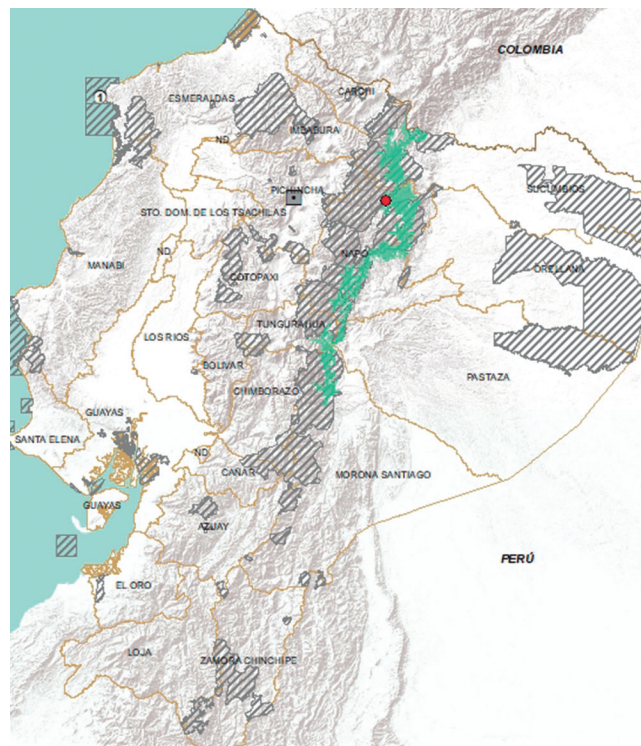 COLOMBIA
CARCHI
1
ESMERALDAS
IMBABURA
ND
SUCUMBIOS
PICHINCHA
STO. DOM. DE LOS TSACHILAS
ND
NAPO
MANABI
COTOPAXI
ORELLANA
TUNGURAHUA
LOS RIOS
BOLIVAR
PASTAZA
CHIMBORAZO
GUAYAS
SANTA ELENA
ND
CAÑAR
MORONA SANTIAGO
GUAYAS
AZUAY
PERÚ
EL ORO
LOJA
ZAMORA CHINCHIPE